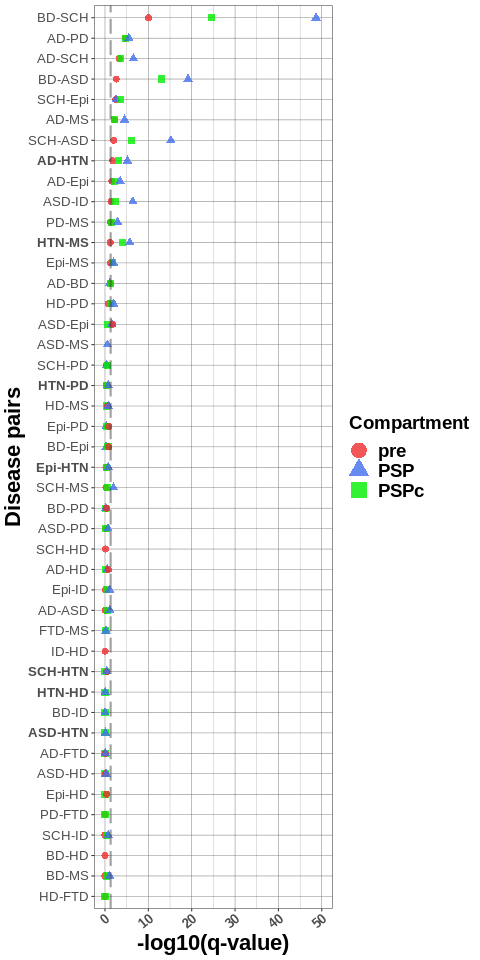 BD-SCH
AD-PD
AD-SCH
BD-ASD
SCH-Epi
AD-MS
SCH-ASD
AD-HTN
AD-Epi
ASD-ID
PD-MS
HTN-MS
Epi-MS
AD-BD
HD-PD
ASD-Epi
ASD-MS
SCH-PD
HTN-PD
HD-MS
Epi-PD
BD-Epi
Epi-HTN
SCH-MS
BD-PD
ASD-PD
SCH-HD
AD-HD
Epi-ID
AD-ASD
FTD-MS
ID-HD
SCH-HTN
HTN-HD
BD-ID
ASD-HTN
AD-FTD
ASD-HD
Epi-HD
PD-FTD
SCH-ID
BD-HD
BD-MS
HD-FTD
Disease pairs
0 10 20 30 40 50
-log10(q-value)
Compartment
pre
PSP
PSPc